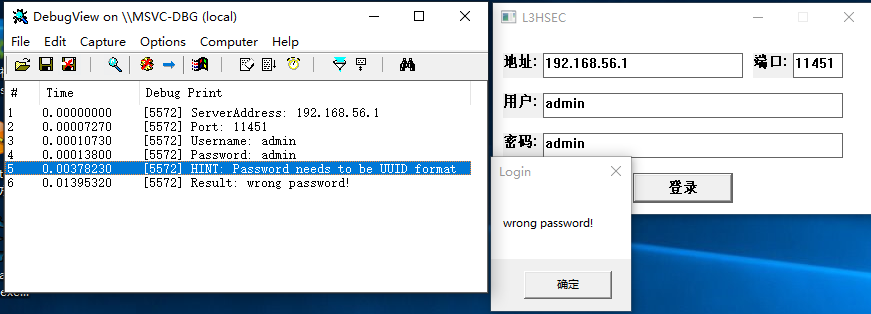 DebugView on \\MSVC-DBG (local)
File Edit Capture Options Computer Help
# Time Debug Print
1 0.00000000 [5572] ServerAddress: 192.168.56.1
2 0.00007270 [5572] Port: 11451
3 0.00010730 [5572] Username: admin
4 0.00013800 [5572] Password: admin
5 0.00378230 [5572] HINT: Password needs to be UUID format
6 0.01395320 [5572] Result: wrong password!
L3HSEC
地址: 192.168.56.1 端口: 11451
用户: admin
密码: admin
登录
Login
wrong password!
确定